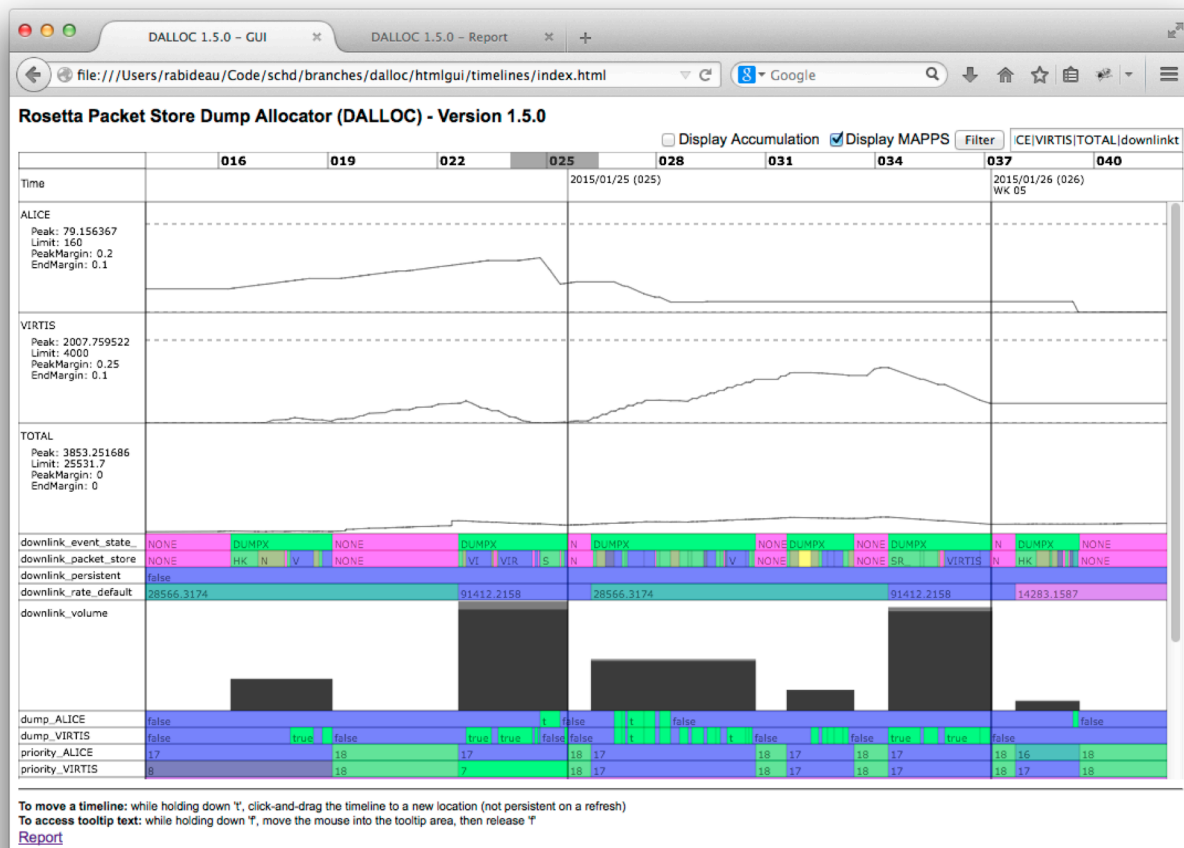 DALLOC 1.5.0 – GUI
DALLOC 1.5.0 – Report
file:///Users/rabideau/Code/schd/branches/dalloc/htmlgui/timelines/index.html
8 Google
Rosetta Packet Store Dump Allocator (DALLOC) - Version 1.5.0
Display Accumulation Display MAPPS Filter CE|VIRTIS|TOTAL|downlinkt
016 019 022 025 028 031 034 037 040
Time 2015/01/25 (025) 2015/01/26 (026)
WK 05
ALICE
Peak: 79.156367
Limit: 160
PeakMargin: 0.2
EndMargin: 0.1
VIRTIS
Peak: 2007.759522
Limit: 4000
PeakMargin: 0.25
EndMargin: 0.1
TOTAL
Peak: 3853.251686
Limit: 25531.7
PeakMargin: 0
EndMargin: 0
downlink_event_state_ NONE DUMPX NONE DUMPX N DUMPX NONE DUMPX NONE DUMPX N DUMPX NONE
downlink_packet_store NONE HK N V NONE VI VIR S N V NONE NONE SR_ VIRTIS N HK NONE
downlink_persistent false
downlink_rate_default 28566.3174 91412.2158 28566.3174 91412.2158 14283.1587
downlink_volume
dump_ALICE false t false t false false
dump_VIRTIS false true false true true false false t t false false true true false
priority_ALICE 17 18 17 18 17 18 17 18 17 18 16 18
priority_VIRTIS 8 18 7 18 17 18 17 18 17 18 17 18
To move a timeline: while holding down 't', click-and-drag the timeline to a new location (not persistent on a refresh)
To access tooltip text: while holding down 'f', move the mouse into the tooltip area, then release 'f'
Report